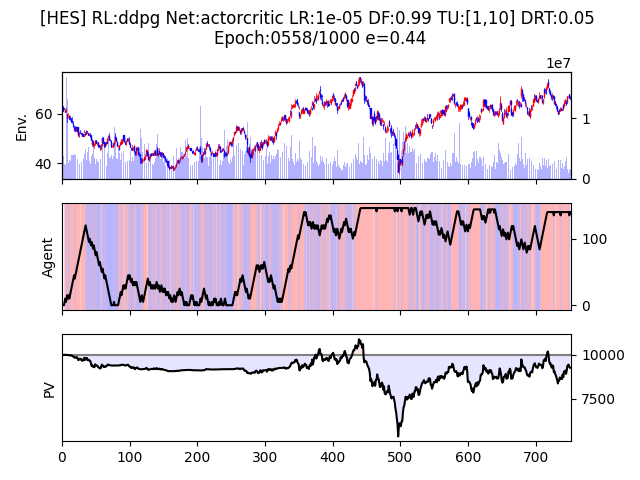 [HES] RL:ddpg Net:actorcritic LR:1e-05 DF:0.99 TU:[1,10] DRT:0.05
Epoch:0558/1000 e=0.44
1e7
60
40
Env.
1
0
Agent
100
0
PV
10000
7500
0 100 200 300 400 500 600 700